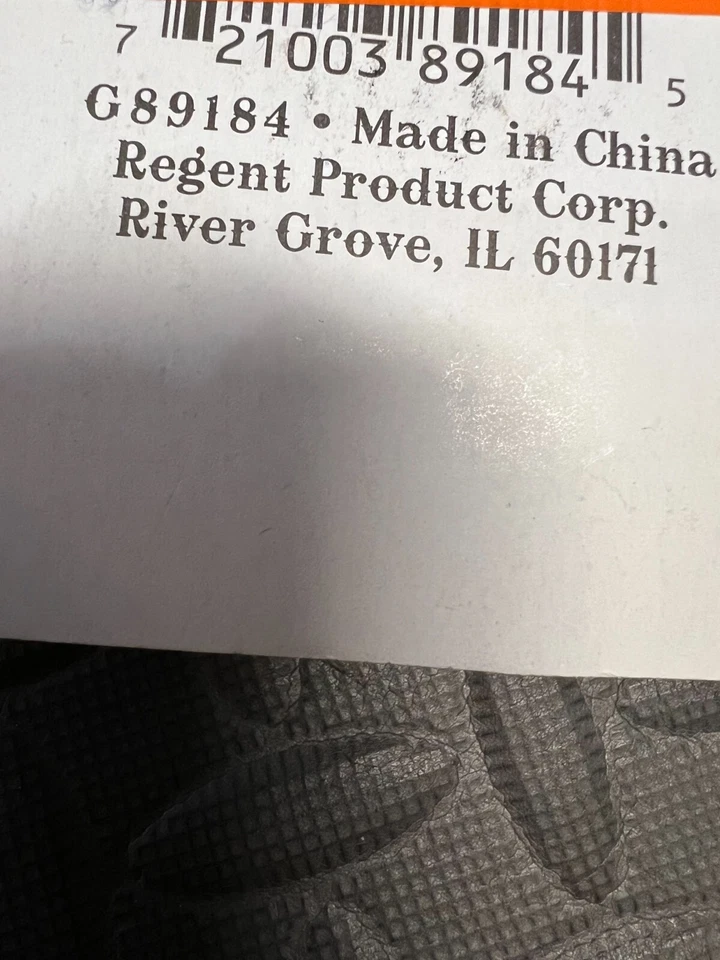 7 21003 89184 5
G89184 • Made in China
Regent Product Corp.
River Grove, IL 60171